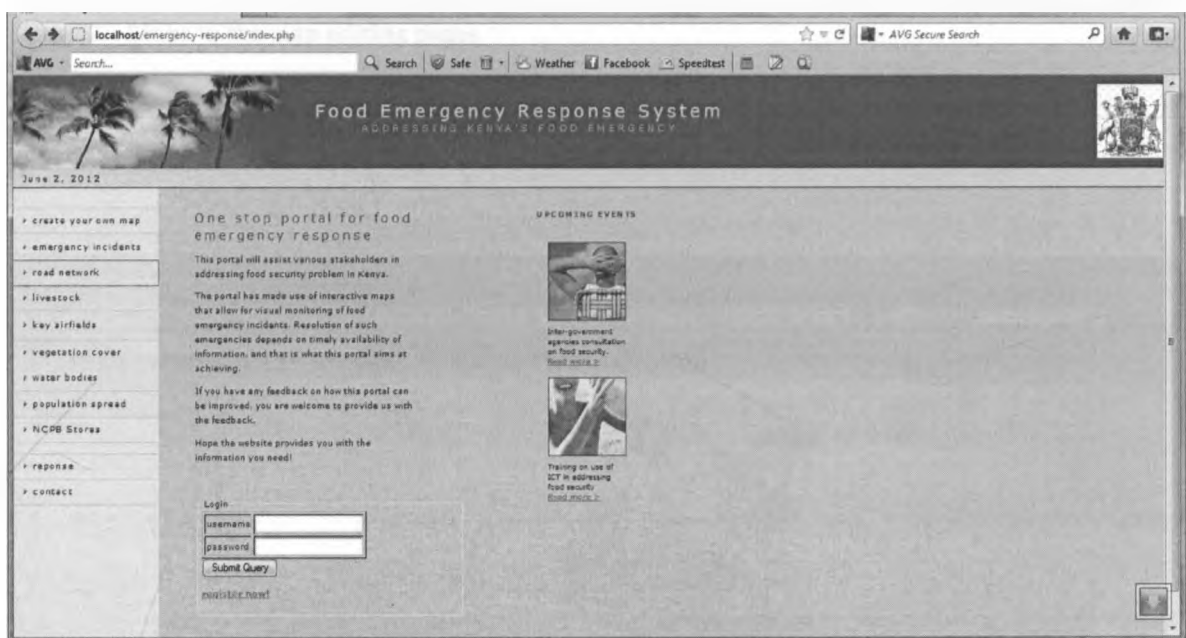 localhost/emergency-response/index.php
AVG Secure Search
AVG Search... Search Safe Weather Facebook Speedtest
Food Emergency Response System
ADDRESSING KENYA'S FOOD EMERGENCY
June 2, 2012
create your own map
emergency incidents
road network
livestock
key airfields
vegetation cover
water bodies
population spread
NCPB Stores
reponse
contact
One stop portal for food
emergency response
This portal will assist various stakeholders in
addressing food security problem in Kenya.
The portal has made use of interactive maps
that allow for visual monitoring of food
emergency incidents. Resolution of such
emergencies depends on timely availability of
information, and that is what this portal aims at
achieving.
If you have any feedback on how this portal can
be improved, you are welcome to provide us with
the feedback.
Hope the website provides you with the
information you need!
Login
username
password
Submit Query
register now!
UPCOMING EVENTS
Inter-government
agencies consultation
on food security.
Read more >
Training on use of
ICT in addressing
food security
Read more >